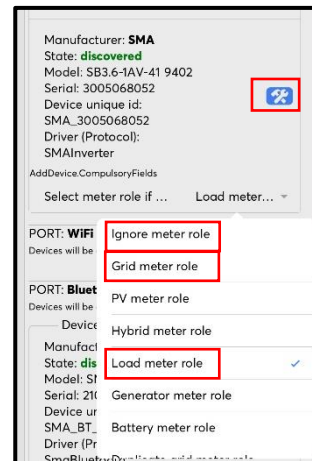 Manufacturer: SMA
State: discovered
Model: SB3.6-1AV-41 9402
Serial: 3005068052
Device unique id:
SMA_3005068052
Driver (Protocol):
SMAInverter
AddDevice.CompulsoryFields
Select meter role if ... Load meter...
PORT: WiFi
Devices will be
Ignore meter role
Grid meter role
PORT: Bluet
Devices will be
PV meter role
Device
Hybrid meter role
Manufact
State: dis
Load meter role
Model: SM
Serial: 210
Generator meter role
Device un
SMA_BT_
Battery meter role
Driver (Pr